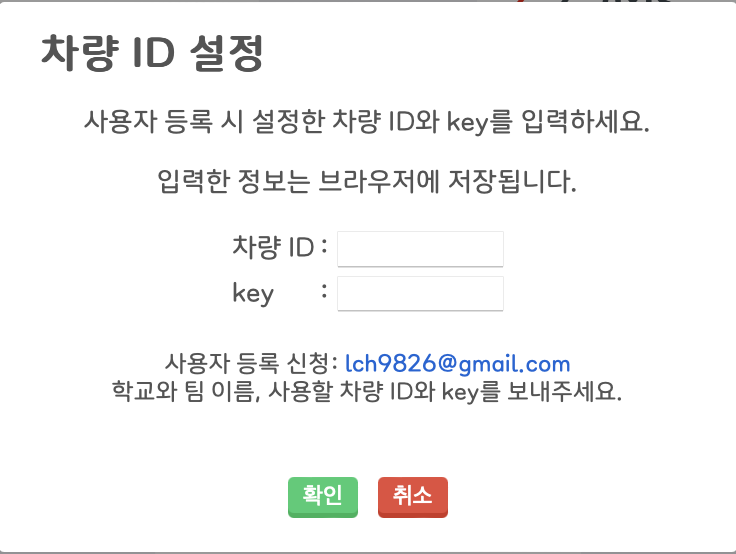 차량 ID 설정
사용자 등록 시 설정한 차량 ID와 key를 입력하세요.
입력한 정보는 브라우저에 저장됩니다.
차량 ID :
key :
사용자 등록 신청: lch9826@gmail.com
학교와 팀 이름, 사용할 차량 ID와 key를 보내주세요.
확인 취소